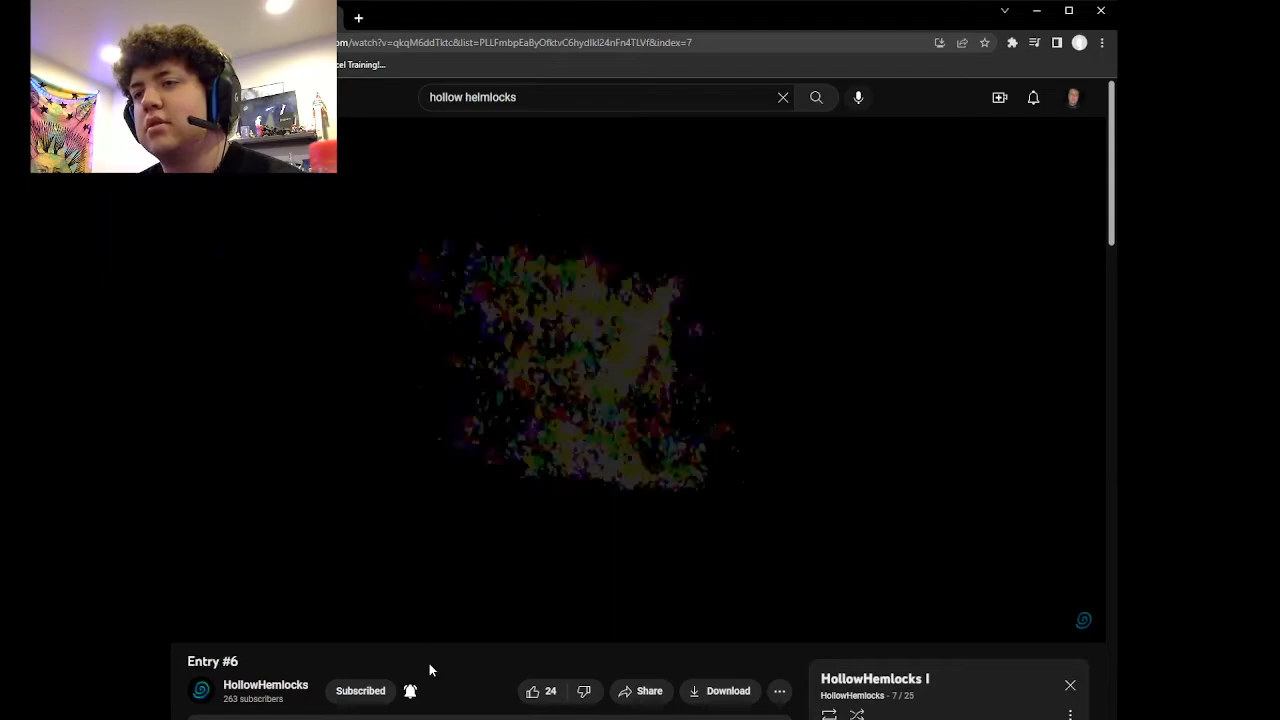 om/watch?v=qkqM6ddTktc&list=PLLFmbpEaByOfktvC6hydlkl24nFn4TLVf&index=7
cel Training!...
hollow helmlocks
Entry #6
HollowHemlocks
263 subscribers
Subscribed
24
Share
Download
HollowHemlocks I
HollowHemlocks - 7 / 25